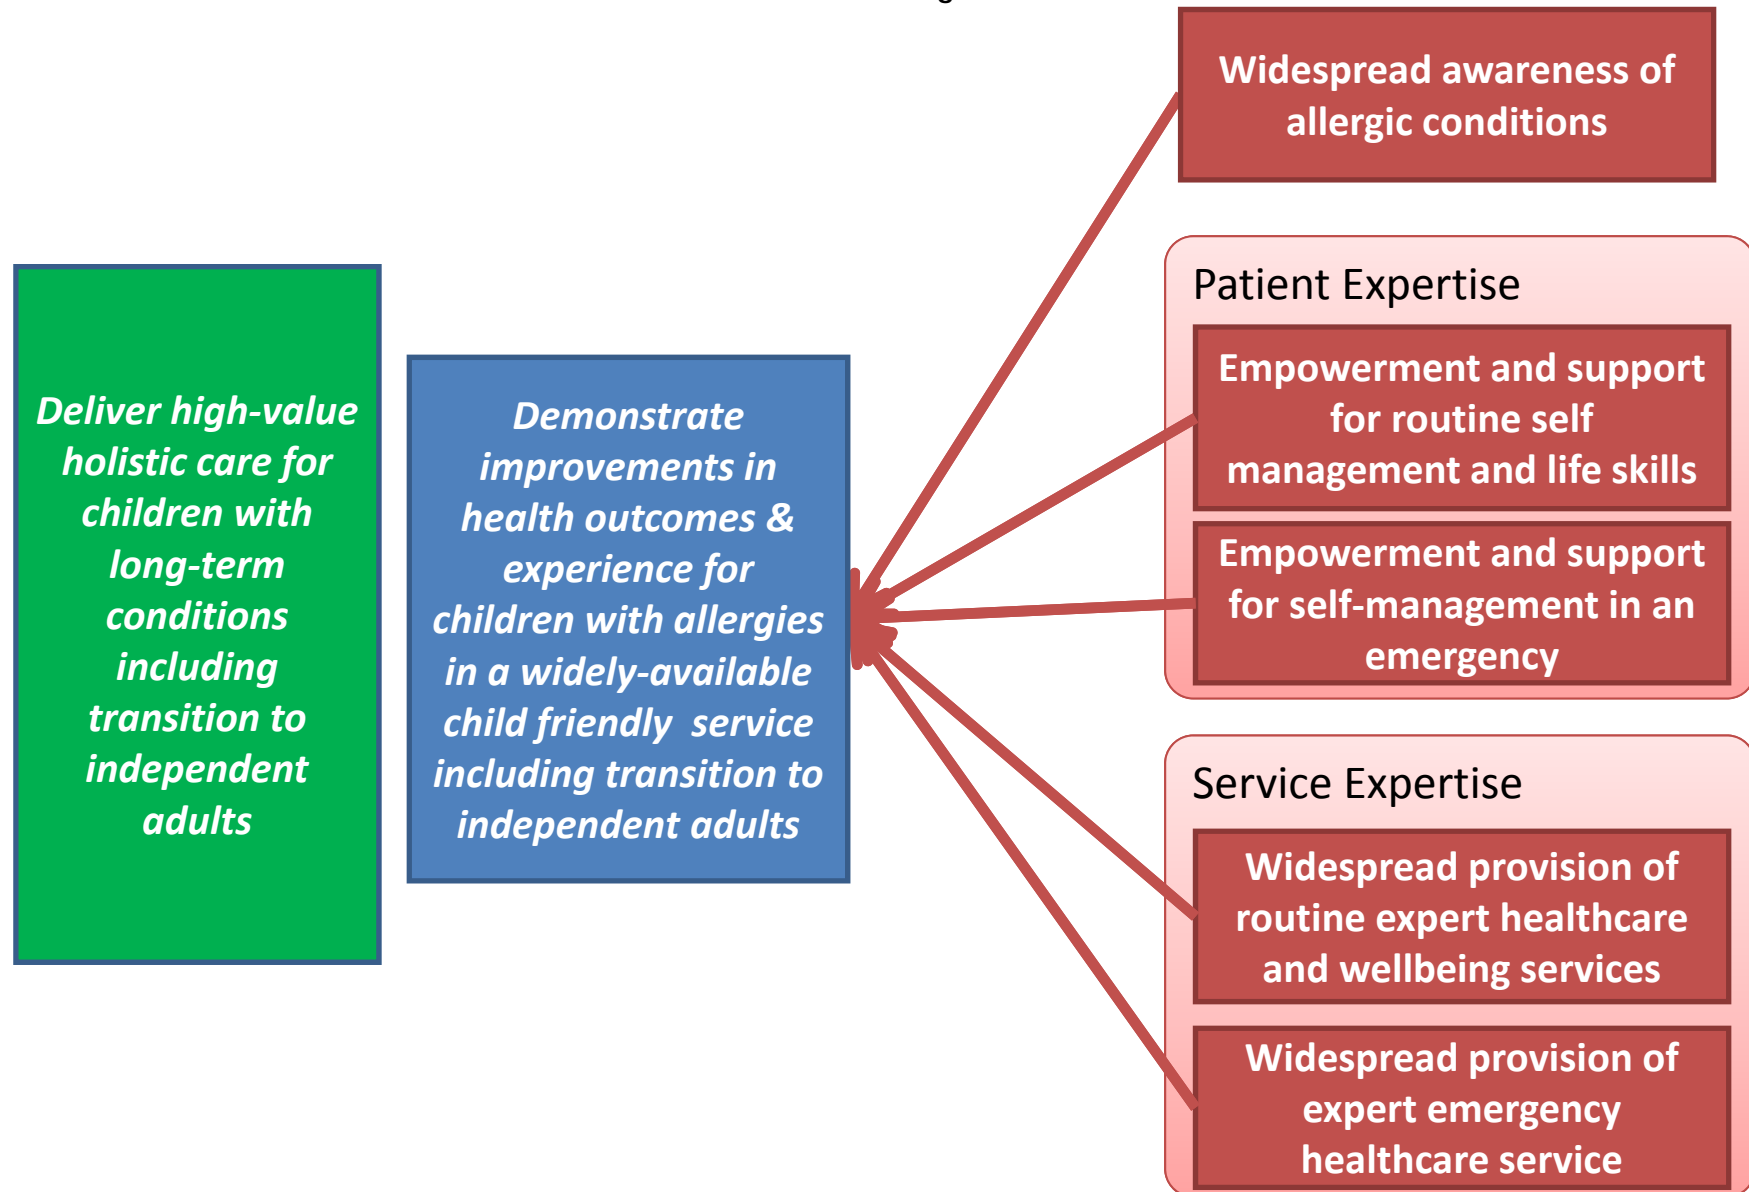 Widespread awareness of
allergic conditions
Patient Expertise
Empowerment and support
for routine self
management and life skills
Empowerment and support
for self-management in an
emergency
Deliver high-value
holistic care for
children with
long-term
conditions
including
transition to
independent
adults
Demonstrate
improvements in
health outcomes &
experience for
children with allergies
in a widely-available
child friendly  service
including transition to
independent adults
Service Expertise
Widespread provision of
routine expert healthcare
and wellbeing services
Widespread provision of
expert emergency
healthcare service